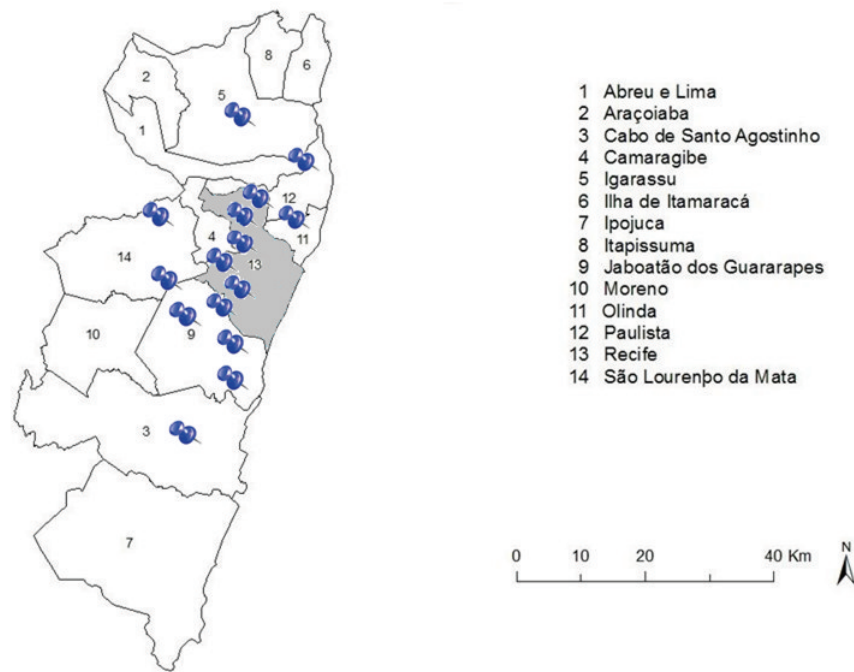 8
6
2
5
1
12
4
11
14
13
9
10
3
7
1 Abreu e Lima
2 Araçoiaba
3 Cabo de Santo Agostinho
4 Camaragibe
5 Igarassu
6 Ilha de Itamaracá
7 Ipojuca
8 Itapissuma
9 Jaboatão dos Guararapes
10 Moreno
11 Olinda
12 Paulista
13 Recife
14 São Lourenþo da Mata
0 10 20 40 Km
N